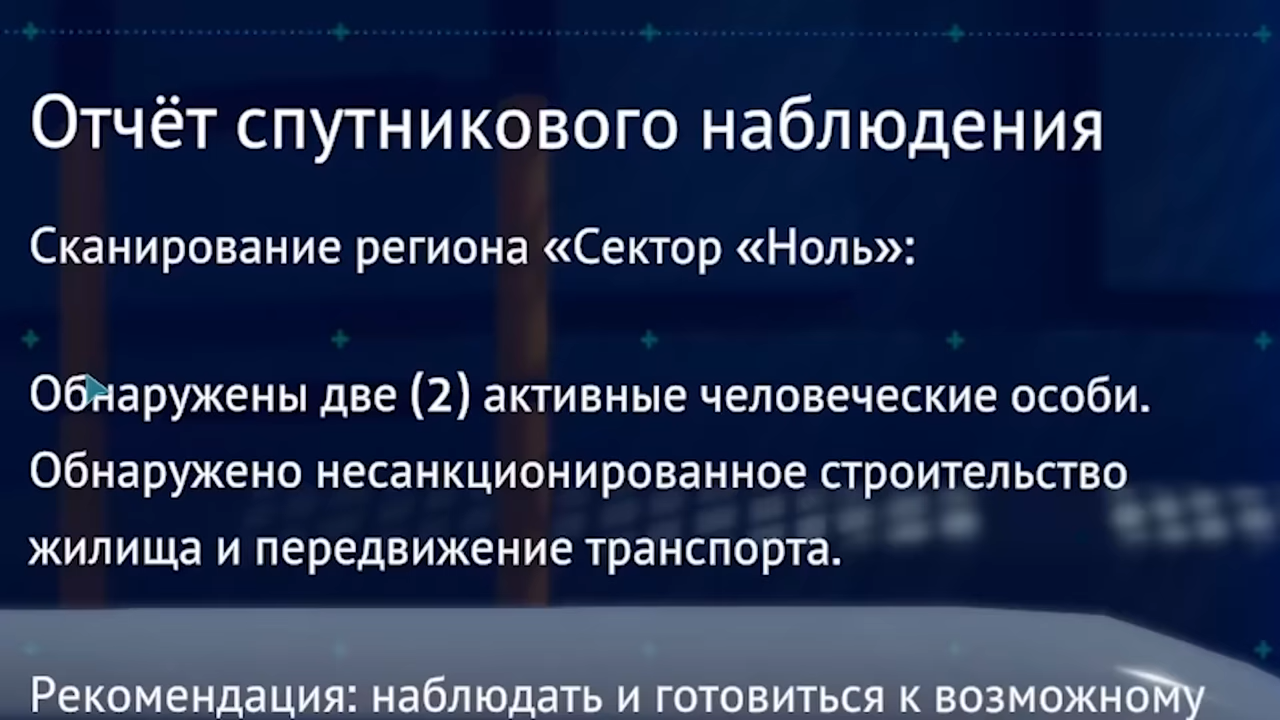 Отчёт спутникового наблюдения
Сканирование региона «Сектор «Ноль»:
Обнаружены две (2) активные человеческие особи.
Обнаружено несанкционированное строительство
жилища и передвижение транспорта.
Рекомендация: наблюдать и готовиться к возможному